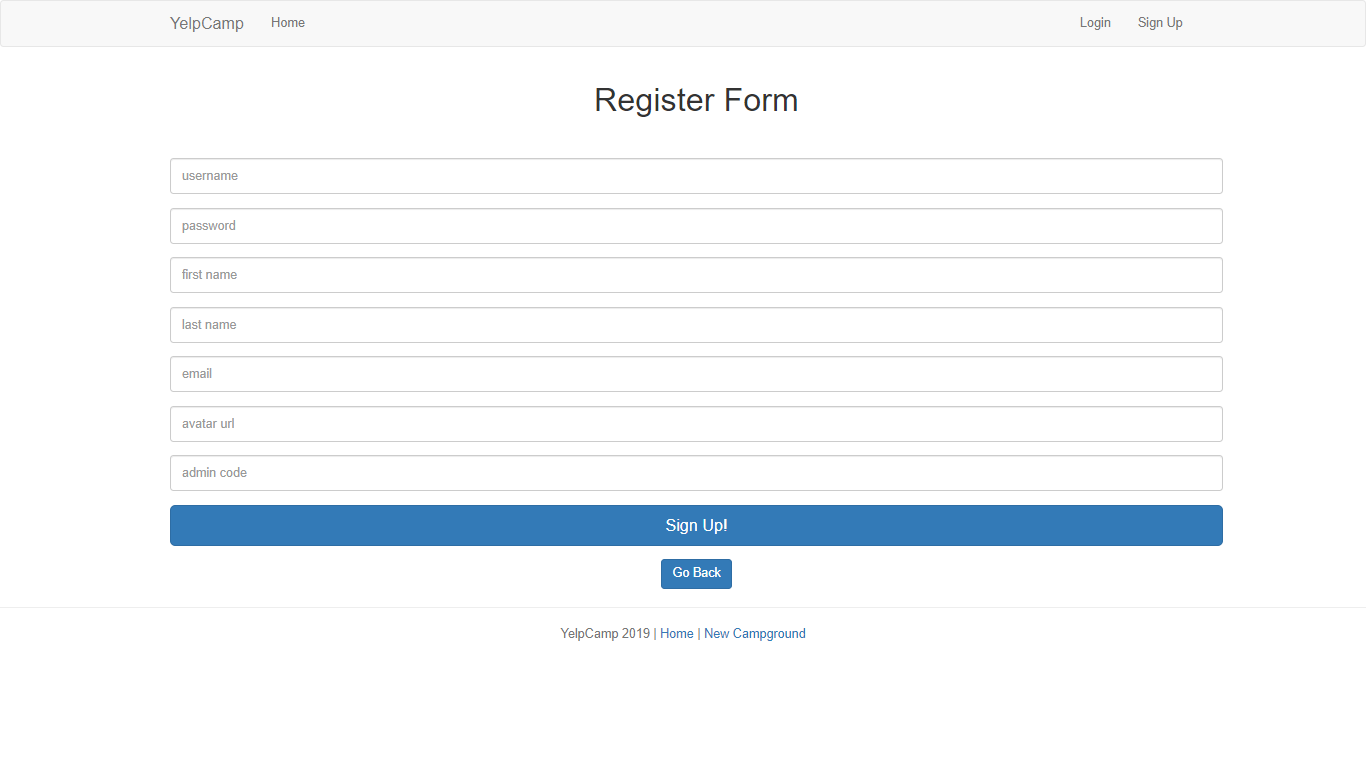 YelpCamp Home Login Sign Up
Register Form
username
password
first name
last name
email
avatar url
admin code
Sign Up!
Go Back
YelpCamp 2019 | Home | New Campground